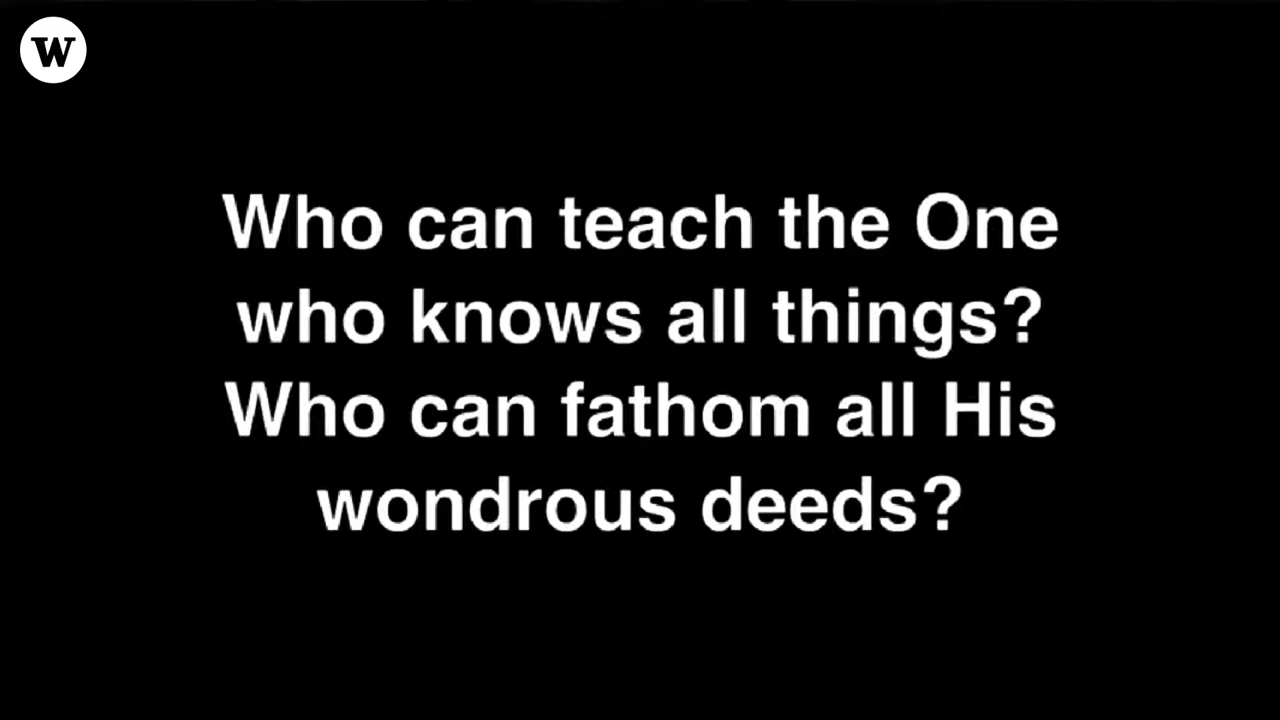 W
Who can teach the One
who knows all things?
Who can fathom all His
wondrous deeds?